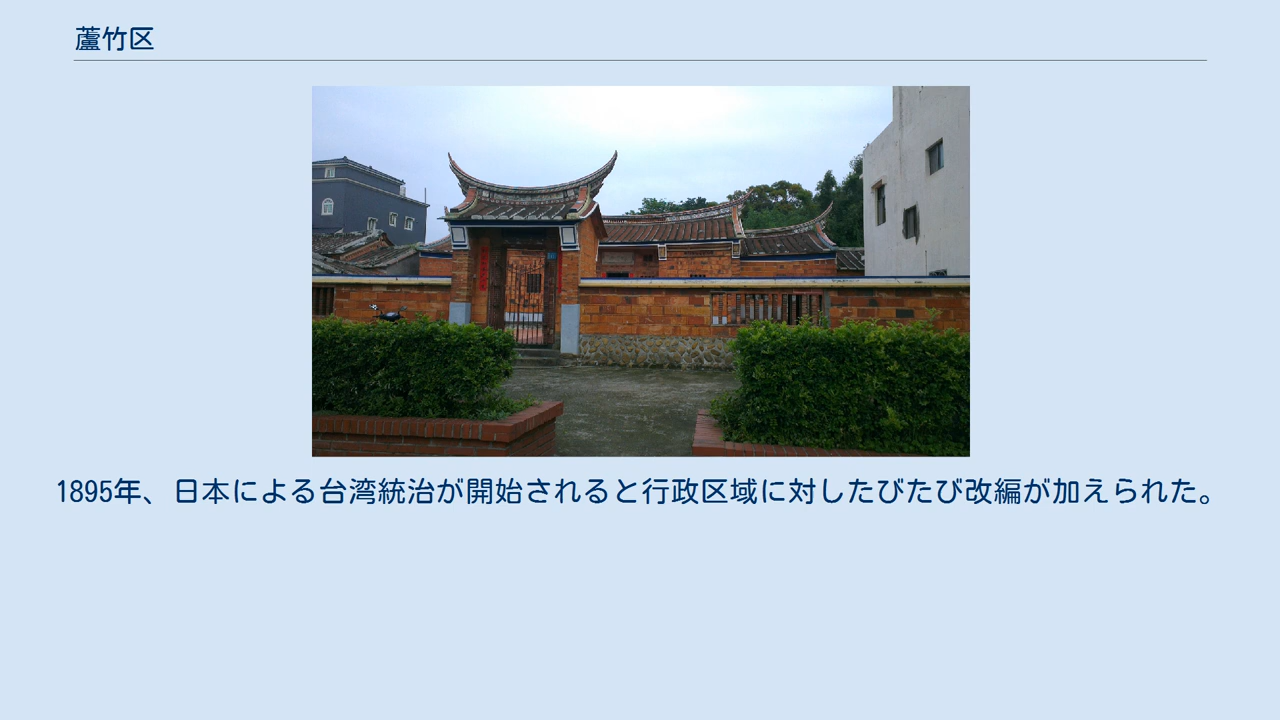 蘆竹区
1895年、日本による台湾統治が開始されると行政区域に対したびたび改編が加えられた。